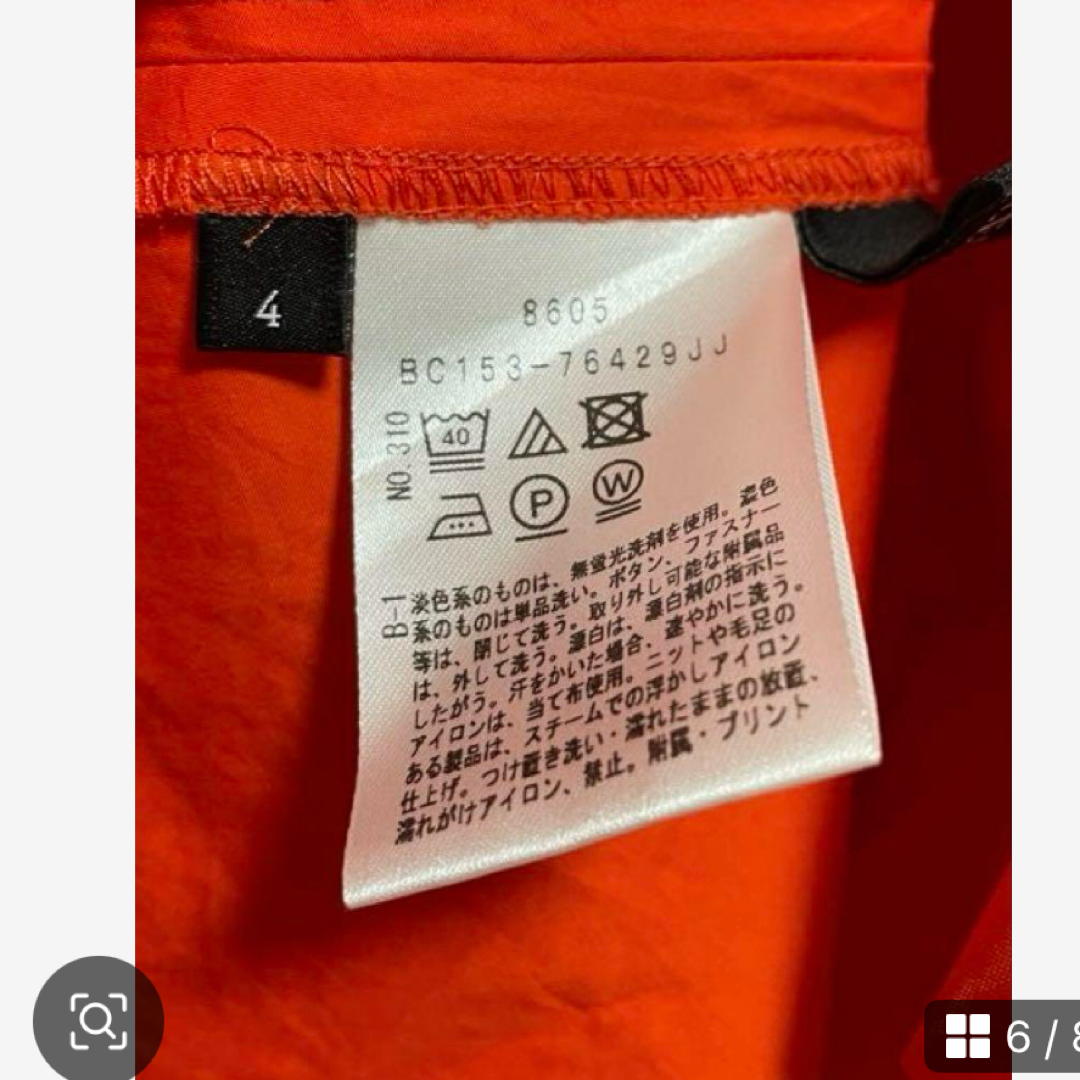 4
8605
BC153-76429JJ
NO.310
40
P
W
B-1
淡色系のものは、無蛍光洗剤を使用。濃色
系のものは単品洗い。ボタン、ファスナー
等は、閉じて洗う。取り外し可能な附属品
は、外して洗う。漂白は、漂白剤の指示に
したがう。汗をかいた場合、速やかに洗う。
アイロンは、当て布使用。ニットや毛足の
ある製品は、スチームでの浮かしアイロン
仕上げ。つけ置き洗い・濡れたままの放置、
濡れがけアイロン、禁止。附属・プリント
6 / 8